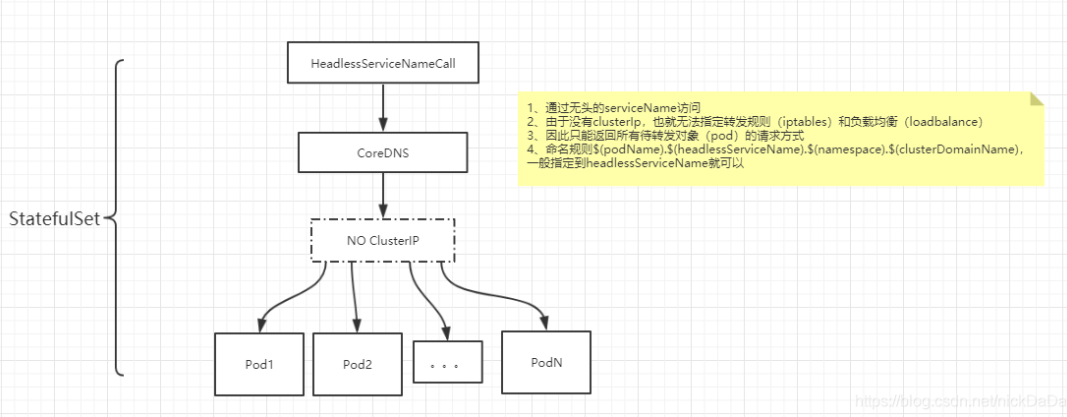 HeadlessServiceNameCall
1、通过无头的serviceName访问
2、由于没有clusterIp，也就无法指定转发规则（iptables）和负载均衡（loadbalance）
3、因此只能返回所有待转发对象（pod）的请求方式
4、命名规则$(podName).$(headlessServiceName).$(namespace).$(clusterDomainName)，
一般指定到headlessServiceName就可以
CoreDNS
StatefulSet
NO ClusterIP
Pod1
Pod2
。。。
PodN
https://blog.csdn.net/nickDaDa